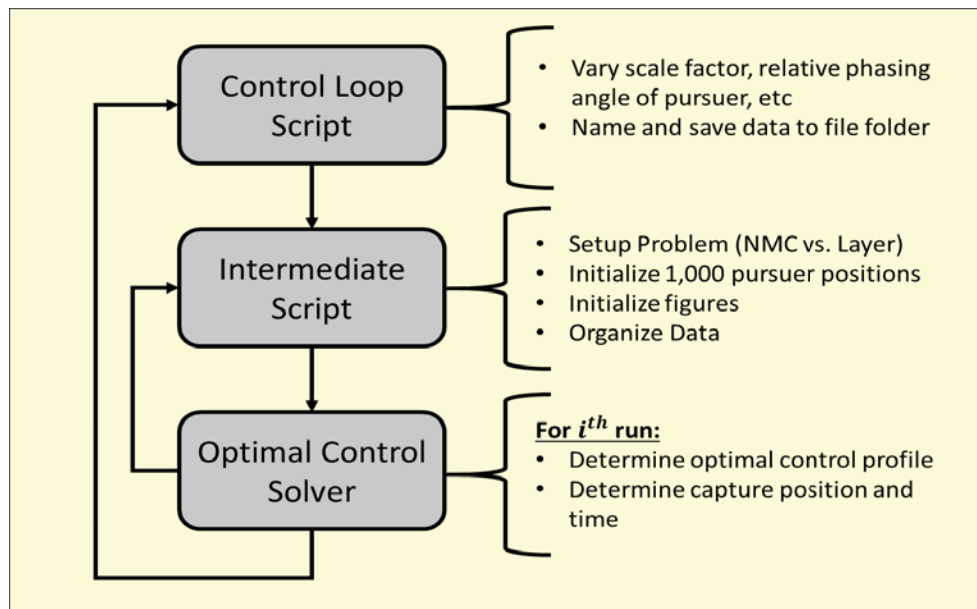 Control Loop
Script
• Vary scale factor, relative phasing
angle of pursuer, etc
• Name and save data to file folder
Intermediate
Script
• Setup Problem (NMC vs. Layer)
• Initialize 1,000 pursuer positions
• Initialize figures
• Organize Data
Optimal Control
Solver
For i^th run:
• Determine optimal control profile
• Determine capture position and
time